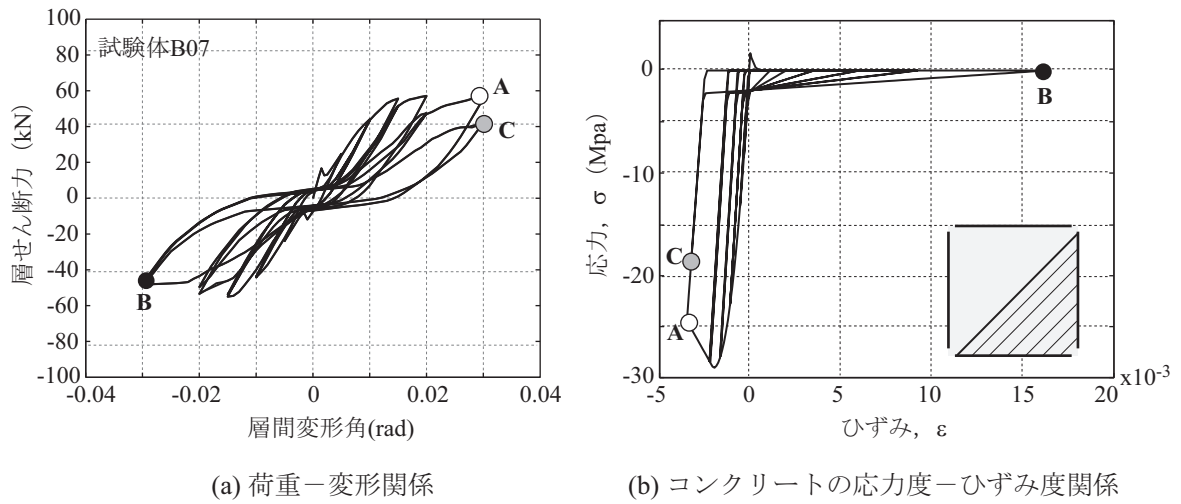 100
80
60
40
20
0
-20
-40
-60
-80
-100
層せん断力 (kN)
試験体B07
A
C
B
-0.04
-0.02
0
0.02
0.04
層間変形角(rad)
(a) 荷重－変形関係
0
-10
-20
-30
応力，σ (Mpa)
B
C
A
-5
0
5
10
15
20
x10-3
ひずみ，ε
(b) コンクリートの応力度－ひずみ度関係